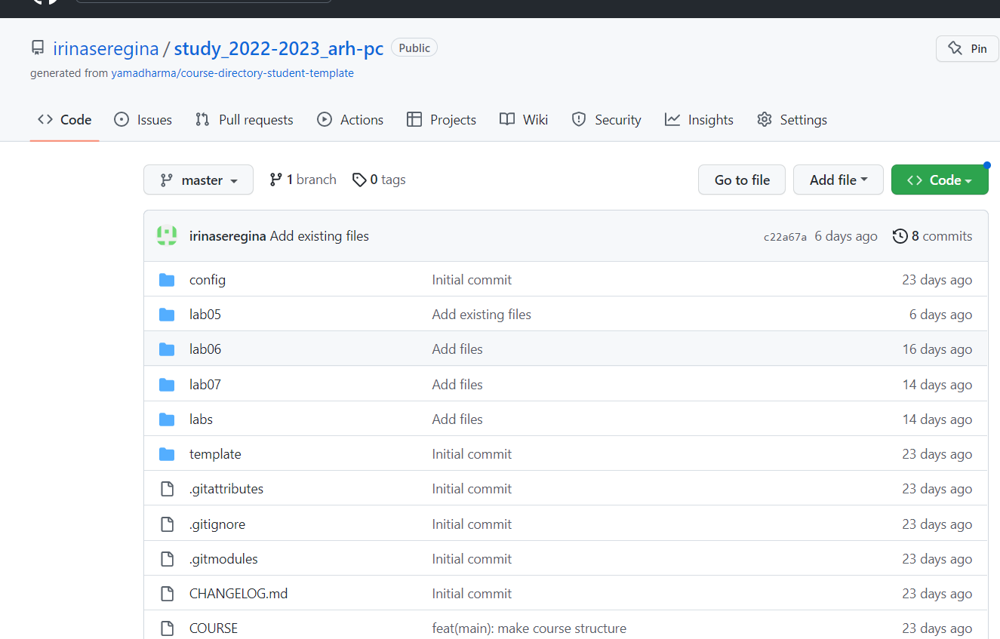 irinaseregina / study_2022-2023_arh-pc Public Pin
generated from yamadharma/course-directory-student-template
Code Issues Pull requests Actions Projects Wiki Security Insights Settings
master 1 branch 0 tags Go to file Add file Code
irinaseregina Add existing files c22a67a 6 days ago 8 commits
config Initial commit 23 days ago
lab05 Add existing files 6 days ago
lab06 Add files 16 days ago
lab07 Add files 14 days ago
labs Add files 14 days ago
template Initial commit 23 days ago
.gitattributes Initial commit 23 days ago
.gitignore Initial commit 23 days ago
.gitmodules Initial commit 23 days ago
CHANGELOG.md Initial commit 23 days ago
COURSE feat(main): make course structure 23 days ago